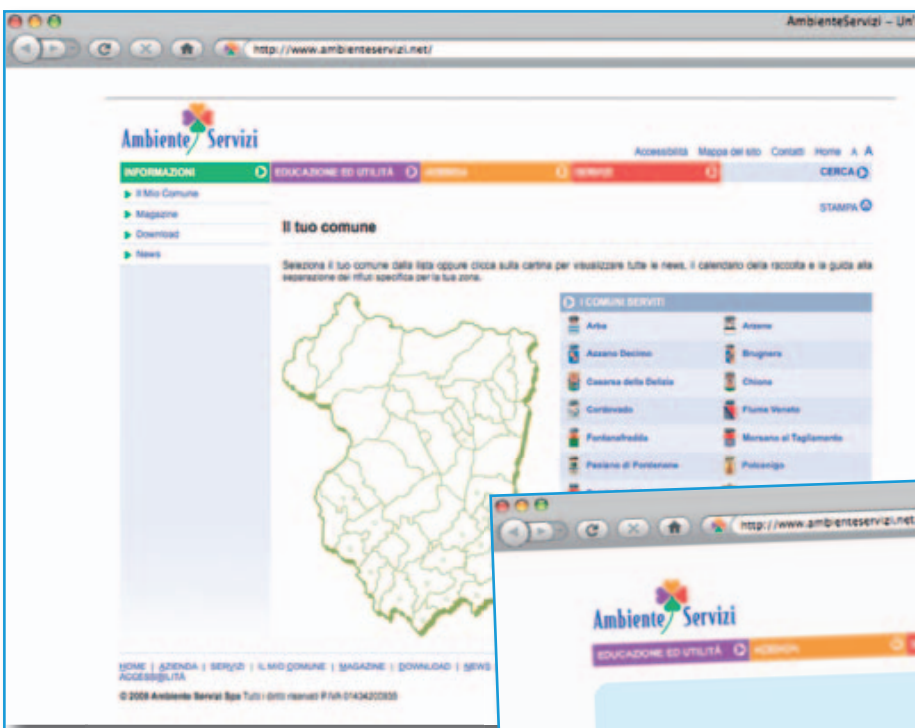 AmbienteServizi – Un'
http://www.ambienteservizi.net/
Ambiente Servizi
Accessibilità Mappa del sito Contatti Home A A
INFORMAZIONI EDUCAZIONE ED UTILITÀ AZIENDA SERVIZI CERCA
Il Mio Comune
Magazine
Download
News
STAMPA
Il tuo comune
Seleziona il tuo comune dalla lista oppure clicca sulla cartina per visualizzare tutte le news, il calendario della raccolta e la guida alla
separazione dei rifiuti specifica per la tua zona.
I COMUNI SERVITI
Arba Arzene
Azzano Decimo Brugnera
Casarsa della Delizia Chions
Cordovado Fiume Veneto
Fontanafredda Morsano al Tagliamento
Pasiano di Pordenone Polcenigo
HOME | AZIENDA | SERVIZI | IL MIO COMUNE | MAGAZINE | DOWNLOAD | NEWS
ACCESSIBILITÀ
© 2008 Ambiente Servizi Spa Tutti i diritti riservati P.IVA
http://www.ambienteservizi.net
Ambiente Servizi
EDUCAZIONE ED UTILITÀ AZIENDA